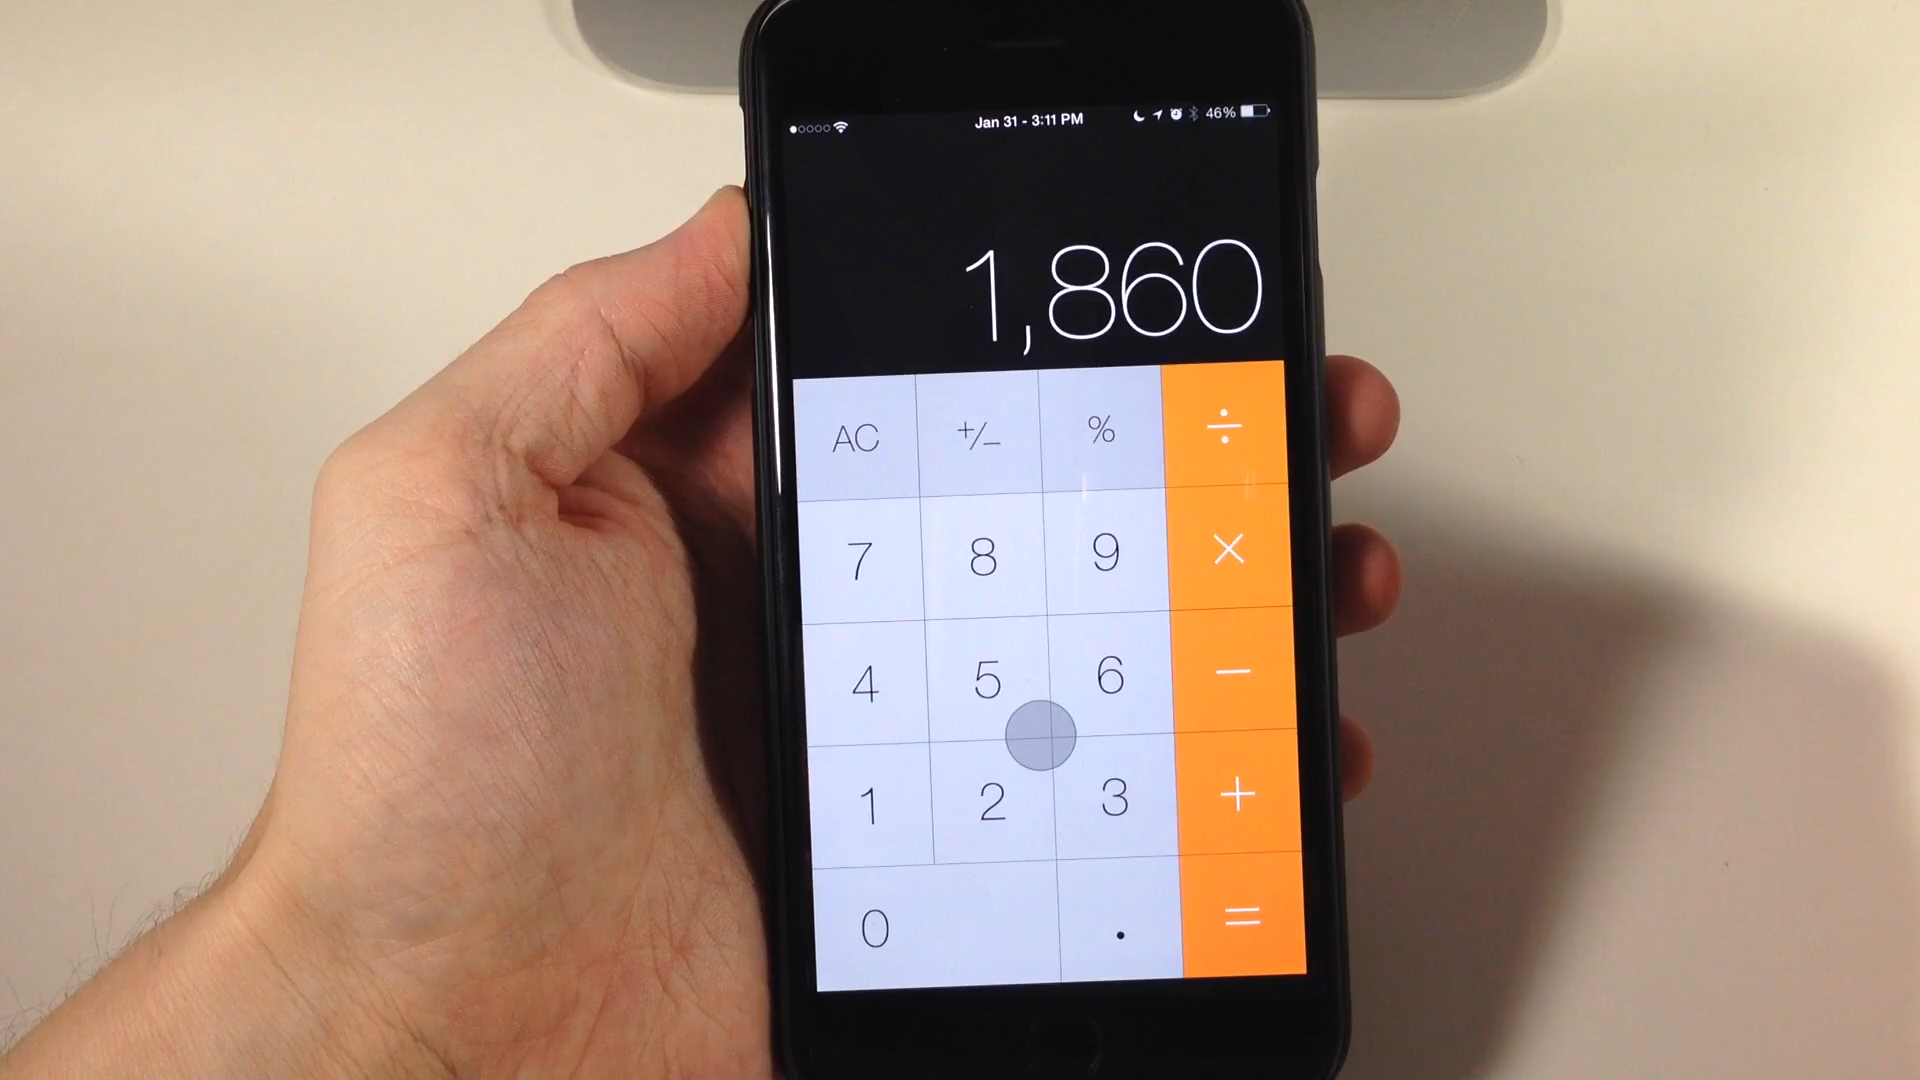 Jan 31 - 3:11 PM 46%
1,860
AC +/- % ÷
7 8 9 ×
4 5 6 −
1 2 3 +
0 . =